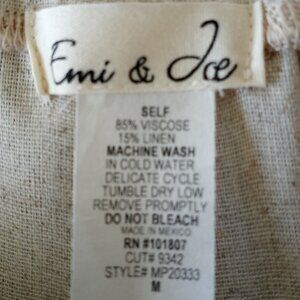 Emi & Joe
SELF
85% VISCOSE
15% LINEN
MACHINE WASH
IN COLD WATER
DELICATE CYCLE
TUMBLE DRY LOW
REMOVE PROMPTLY
DO NOT BLEACH
MADE IN MEXICO
RN #101807
CUT# 9342
STYLE# MP20333
M